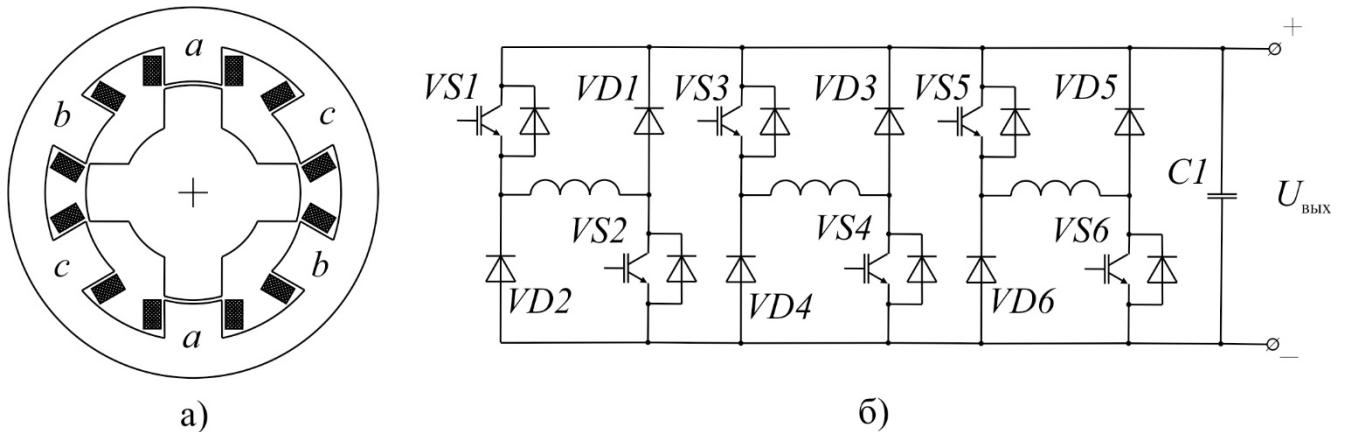 a
b
c
c
b
a
а)
VS1
VD1
VS3
VD3
VS5
VD5
+
C1
Uвых
VS2
VS4
VS6
VD2
VD4
VD6
−
б)